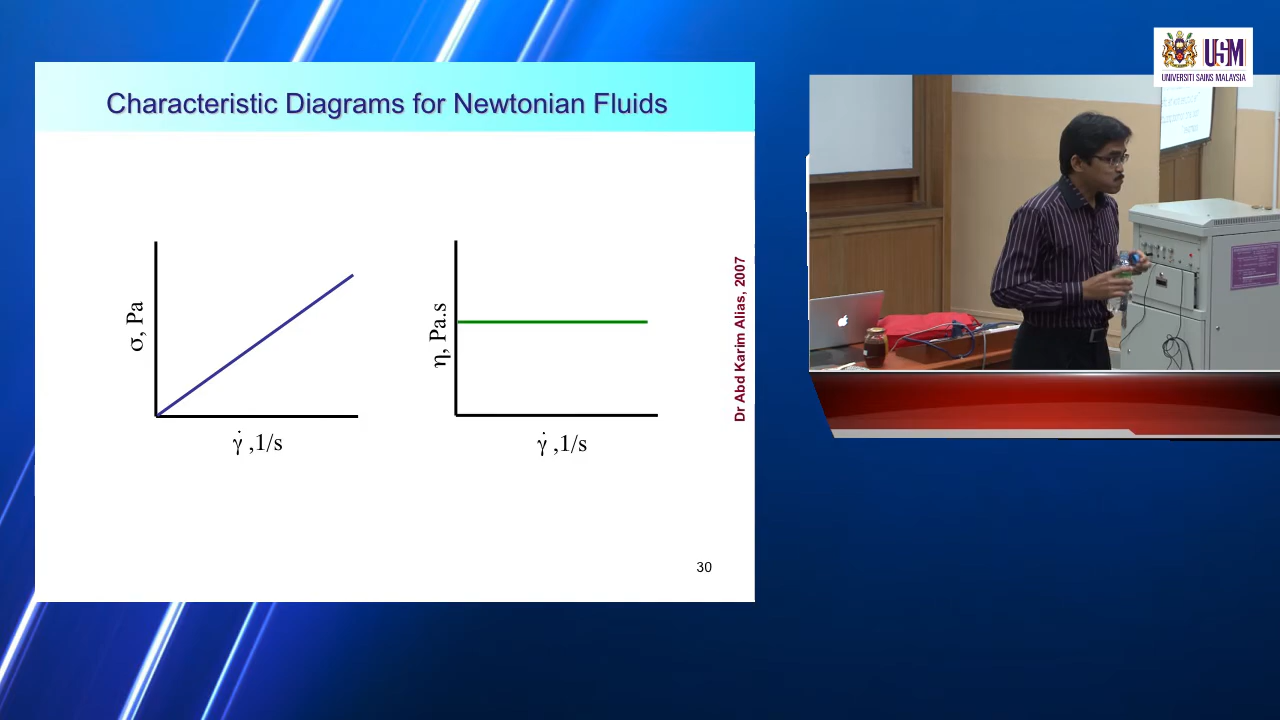 USM
UNIVERSITI SAINS MALAYSIA
Characteristic Diagrams for Newtonian Fluids
σ, Pa
γ̇ ,1/s
η, Pa.s
γ̇ ,1/s
Dr Abd Karim Alias, 2007
30